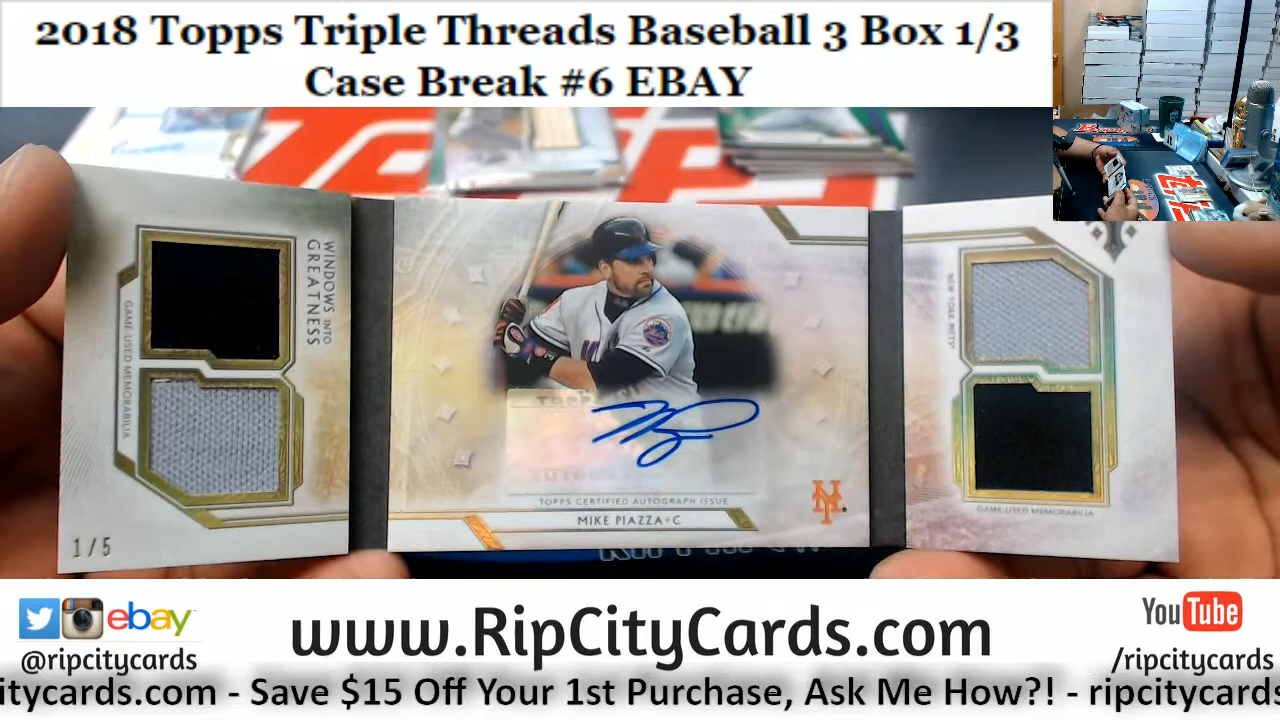 2018 Topps Triple Threads Baseball 3 Box 1/3
Case Break #6 EBAY
WINDOWS INTO
GREATNESS
GAME-USED MEMORABILIA
1/5
TOPPS CERTIFIED AUTOGRAPH ISSUE
MIKE PIAZZA•C
NEW YORK METS
GAME-USED MEMORABILIA
ebay
@ripcitycards
www.RipCityCards.com
YouTube
/ripcitycards
itycards.com - Save $15 Off Your 1st Purchase, Ask Me How?! - ripcitycards